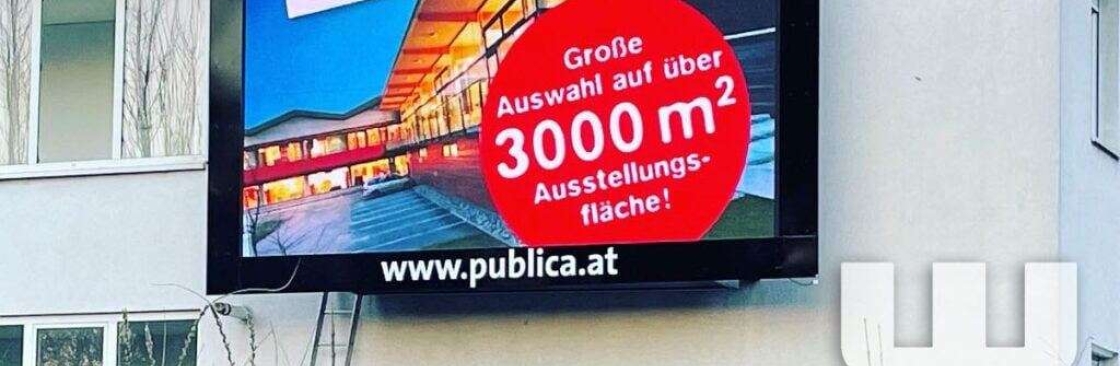 Große
Auswahl auf über
3000 m²
Ausstellungs-
fläche!
www.publica.at